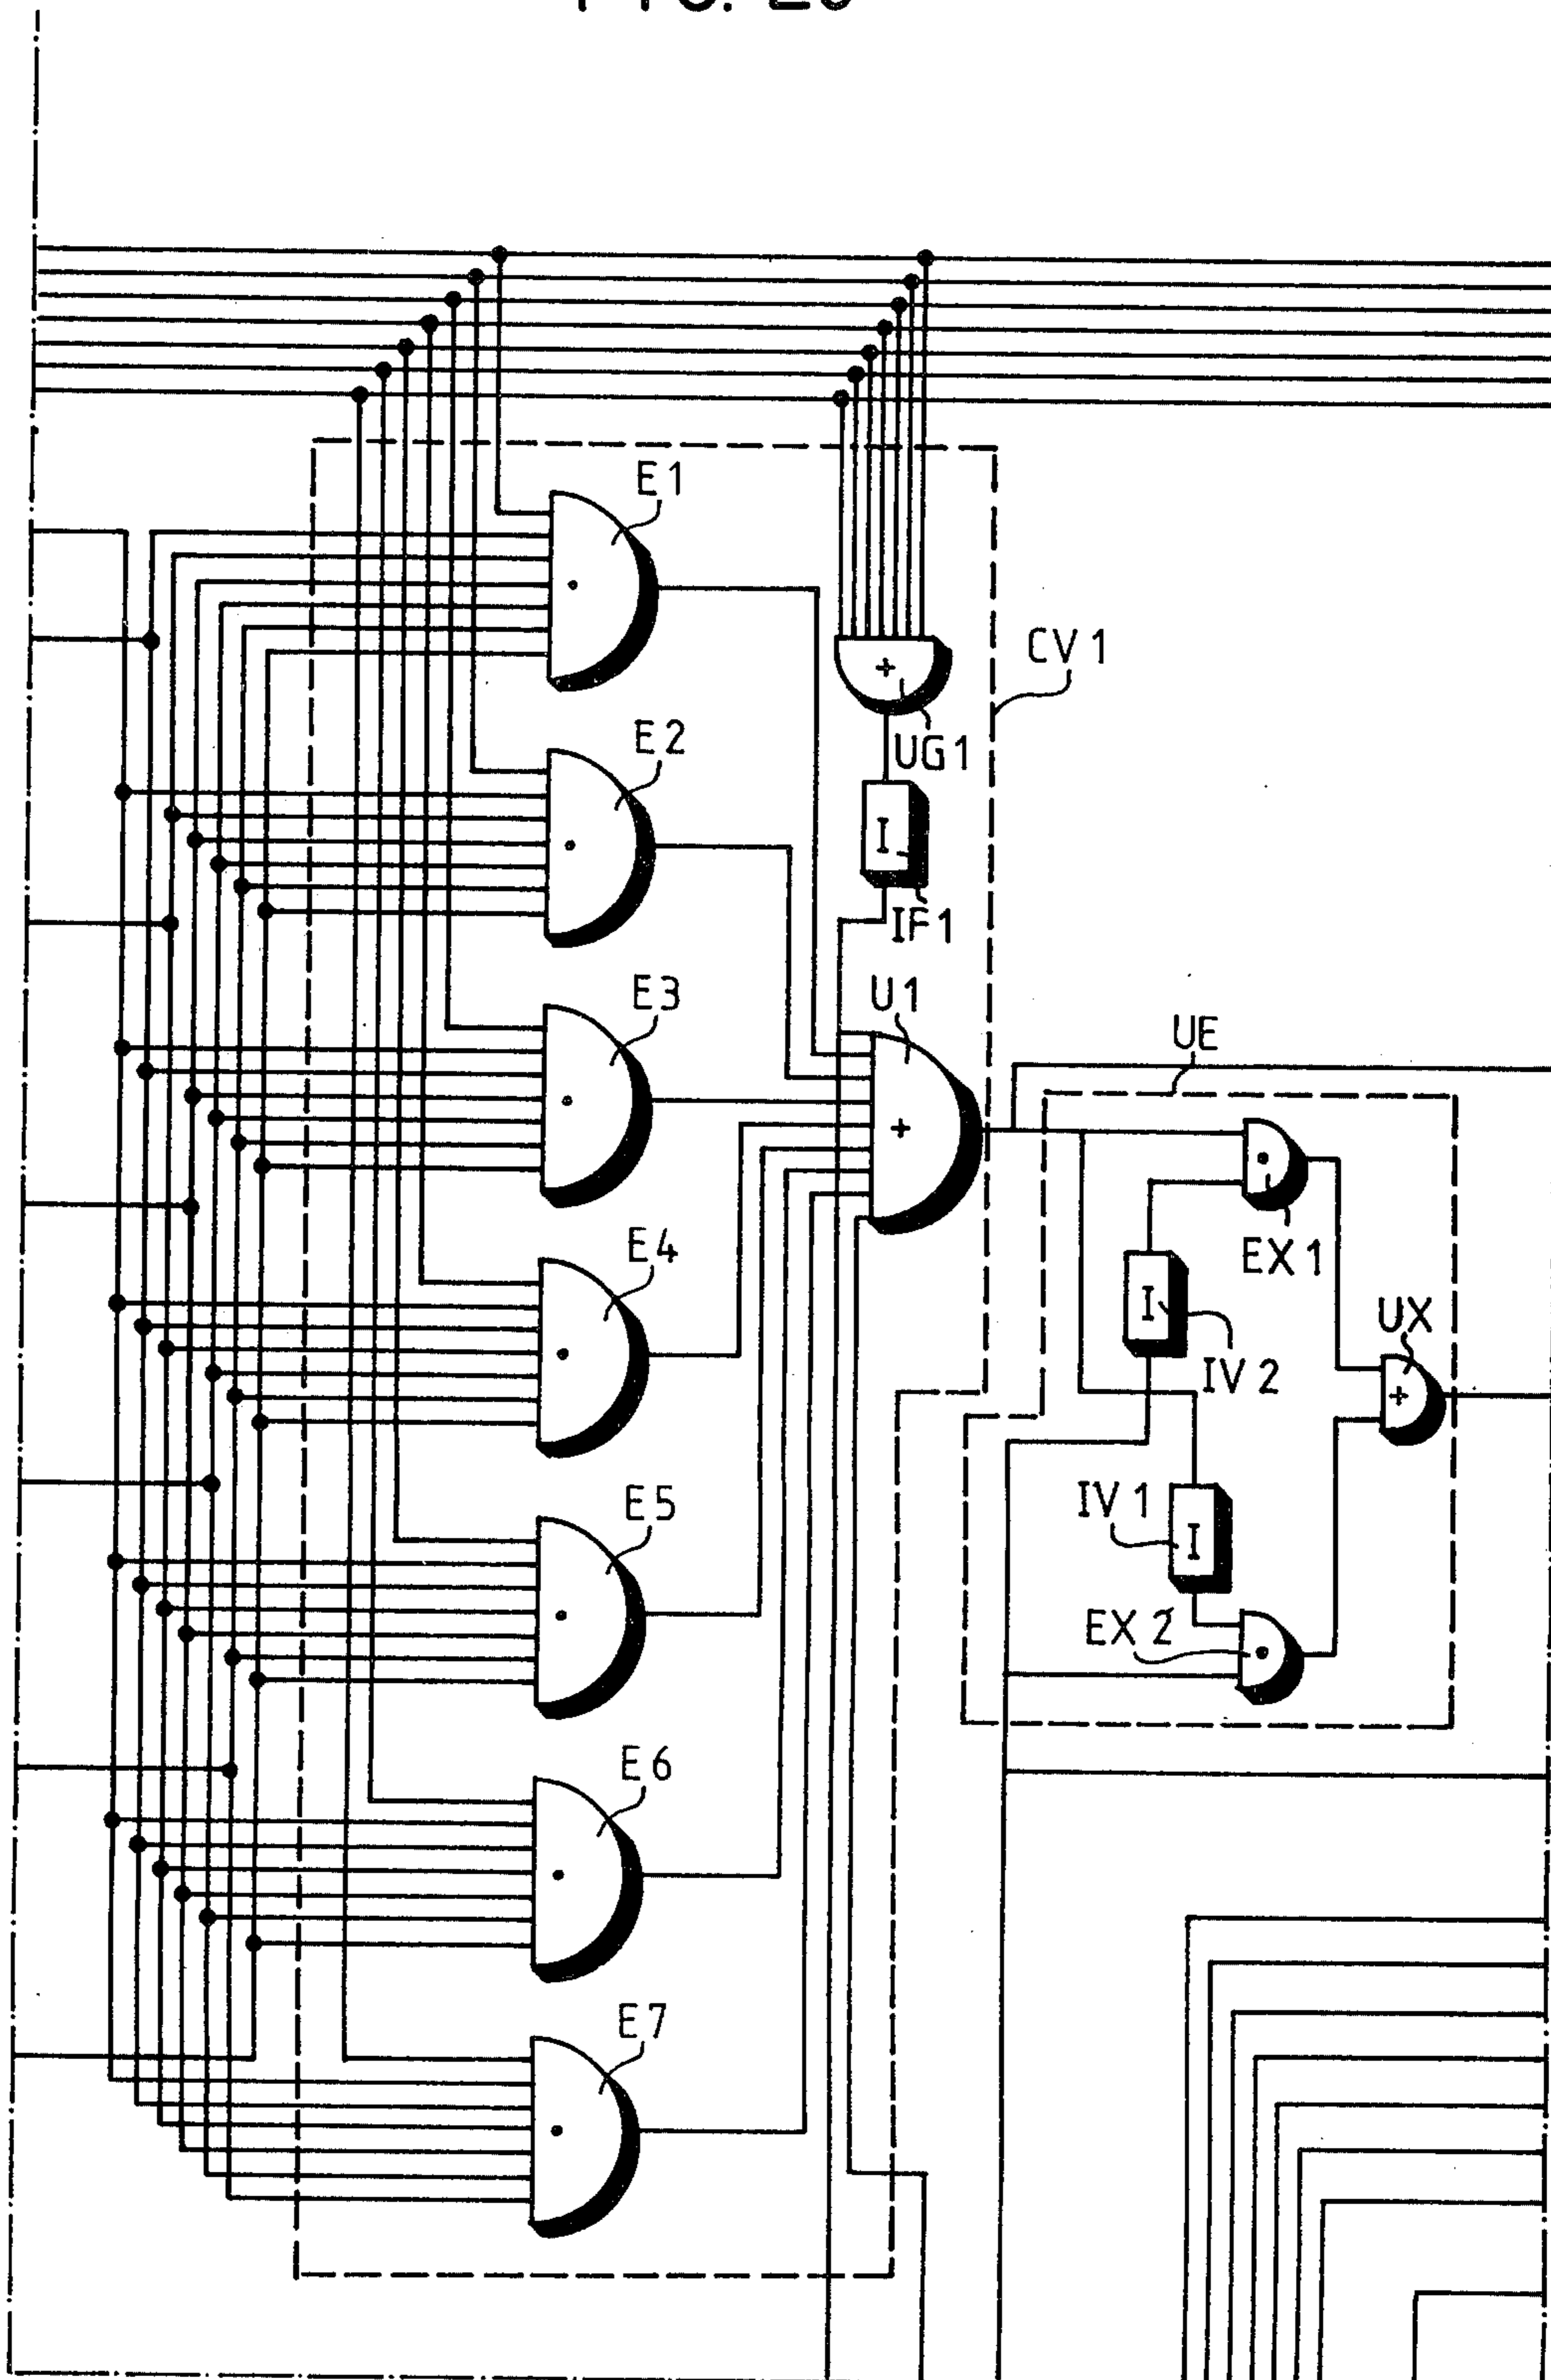 E1
CV1
E2
UG1
IF1
E3
U1
UE
E4
EX1
UX
IV2
E5
IV1
EX2
E6
E7
+
I
+
I
+
I